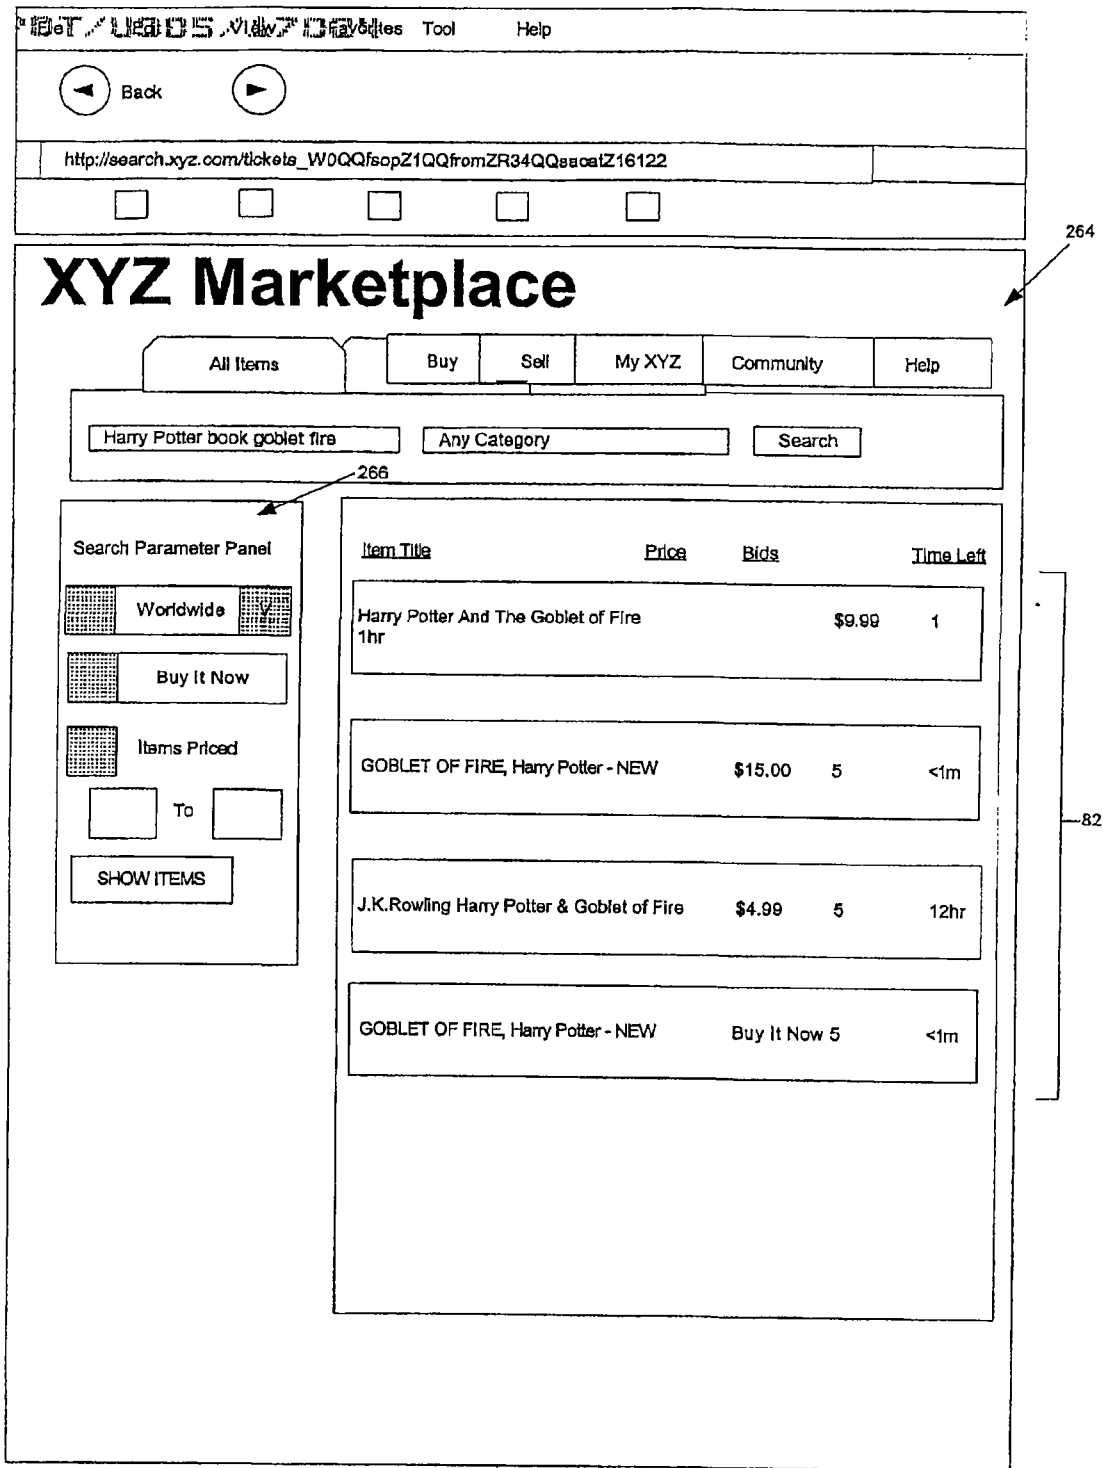 Favorites Tool Help
Back
http://search.xyz.com/tickets_W0QQfsopZ1QQfromZR34QQsacatZ16122
264
XYZ Marketplace
All Items Buy Sell My XYZ Community Help
Harry Potter book goblet fire Any Category Search
266
Search Parameter Panel
Worldwide V
Buy It Now
Items Priced
To
SHOW ITEMS
Item Title Price Bids Time Left
Harry Potter And The Goblet of Fire $9.99 1
1hr
GOBLET OF FIRE, Harry Potter - NEW $15.00 5 <1m
82
J.K.Rowling Harry Potter & Goblet of Fire $4.99 5 12hr
GOBLET OF FIRE, Harry Potter - NEW Buy It Now 5 <1m